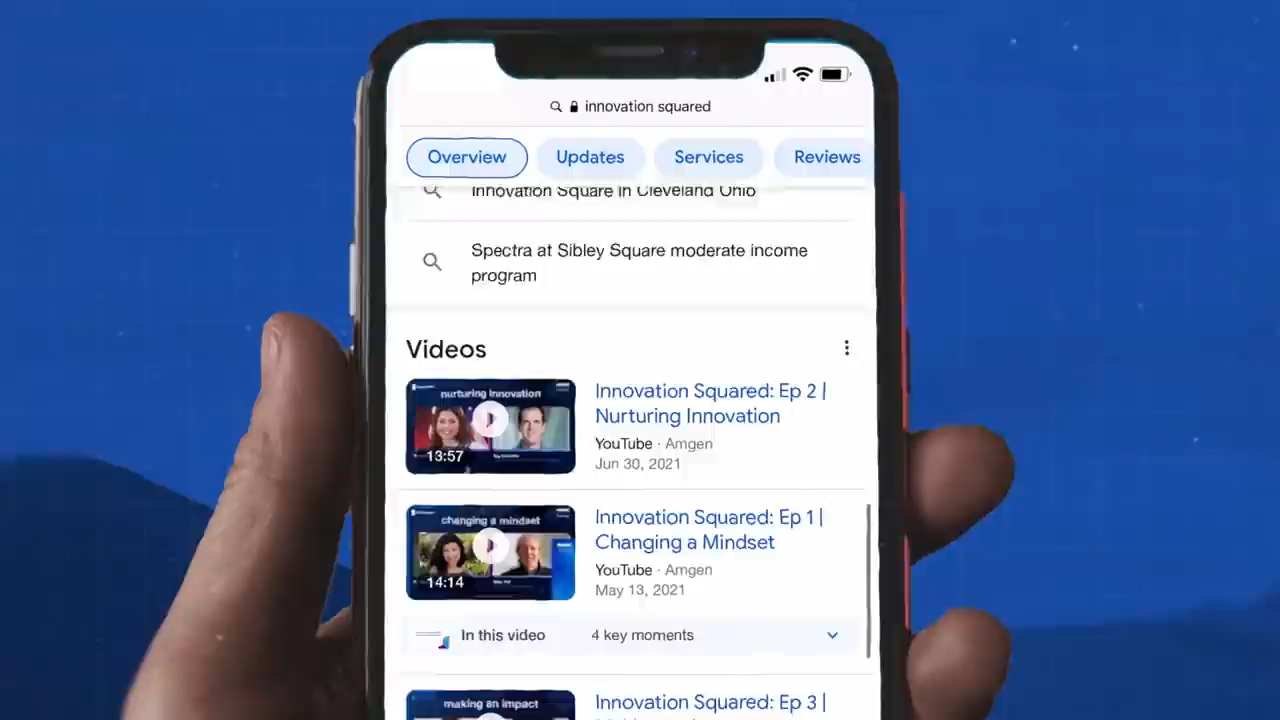 innovation squared
Overview
Updates
Services
Reviews
Innovation Square in Cleveland Ohio
Spectra at Sibley Square moderate income
program
Videos
nurturing innovation
13:57
Innovation Squared: Ep 2 |
Nurturing Innovation
YouTube · Amgen
Jun 30, 2021
changing a mindset
14:14
Innovation Squared: Ep 1 |
Changing a Mindset
YouTube · Amgen
May 13, 2021
In this video
4 key moments
making an impact
Innovation Squared: Ep 3 |